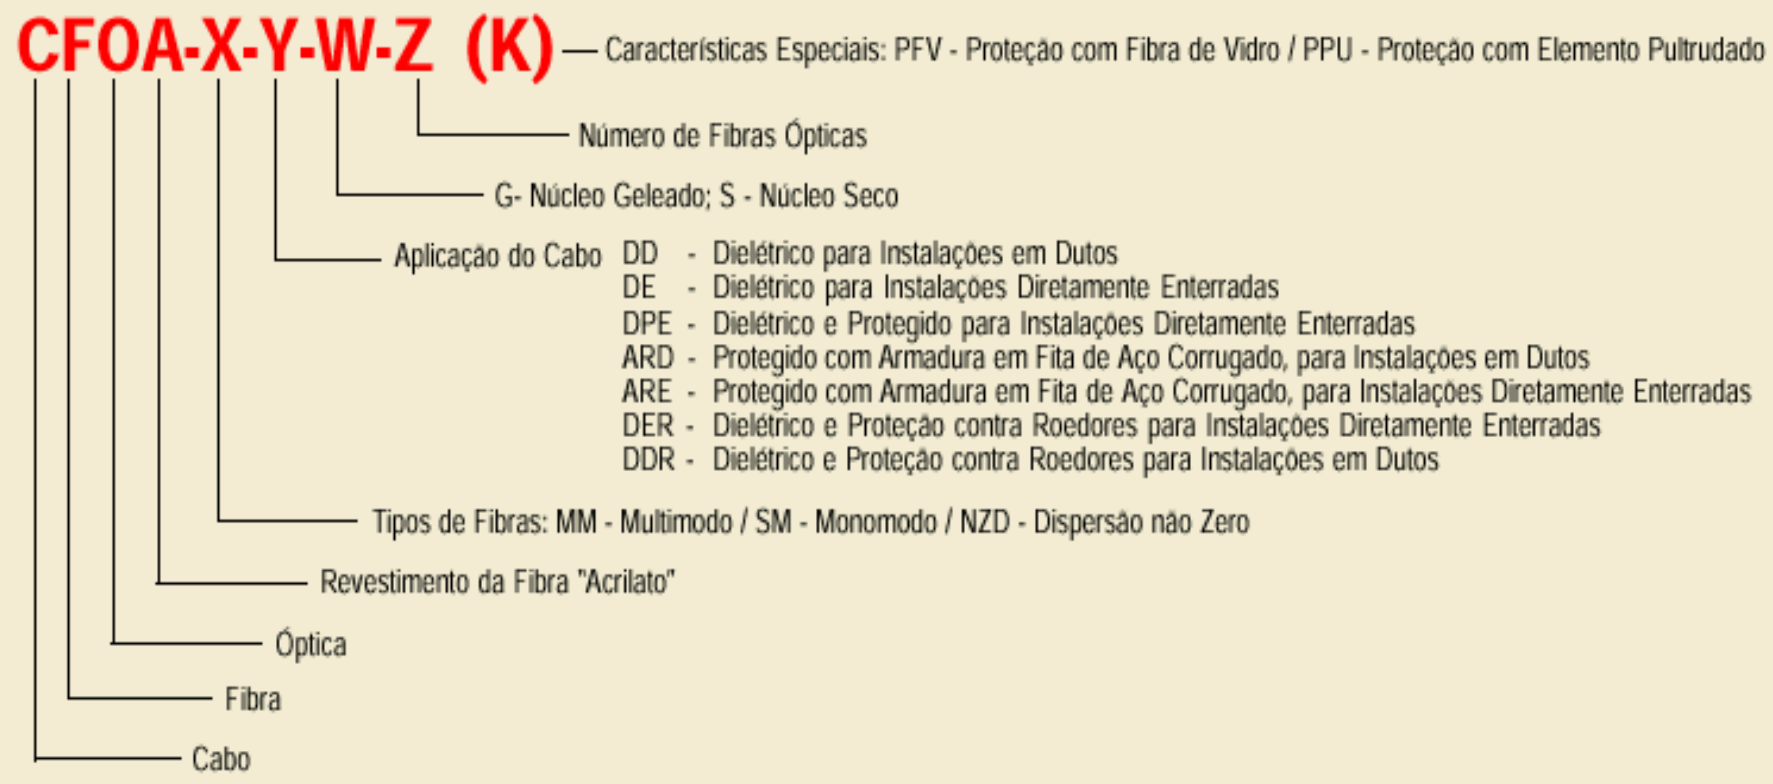 CFOA-X-Y-W-Z (K) Características Especiais: PFV - Proteção com Fibra de Vidro / PPU - Proteção com Elemento Pultrudado
Número de Fibras Ópticas
G- Núcleo Geleado; S - Núcleo Seco
Aplicação do Cabo DD - Dielétrico para Instalações em Dutos
DE - Dielétrico para Instalações Diretamente Enterradas
DPE - Dielétrico e Protegido para Instalações Diretamente Enterradas
ARD - Protegido com Armadura em Fita de Aço Corrugado, para Instalações em Dutos
ARE - Protegido com Armadura em Fita de Aço Corrugado, para Instalações Diretamente Enterradas
DER - Dielétrico e Proteção contra Roedores para Instalações Diretamente Enterradas
DDR - Dielétrico e Proteção contra Roedores para Instalações em Dutos
Tipos de Fibras: MM - Multimodo / SM - Monomodo / NZD - Dispersão não Zero
Revestimento da Fibra "Acrilato"
Óptica
Fibra
Cabo